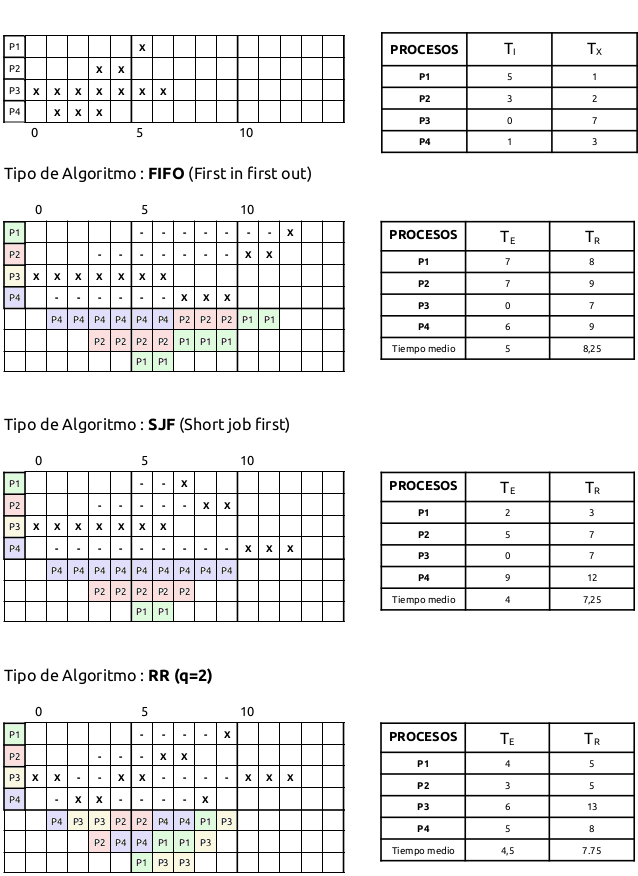 P1 x
P2 x x
P3 x x x x x x x
P4 x x x
0 5 10
PROCESOS TI TX
P1 5 1
P2 3 2
P3 0 7
P4 1 3
Tipo de Algoritmo : FIFO (First in first out)
0 5 10
P1 - - - - - - - x
P2 - - - - - - - x x
P3 x x x x x x x
P4 - - - - - - x x x
P4 P4 P4 P4 P4 P4 P2 P2 P2 P1 P1
P2 P2 P2 P2 P1 P1 P1
P1 P1
PROCESOS TE TR
P1 7 8
P2 7 9
P3 0 7
P4 6 9
Tiempo medio 5 8,25
Tipo de Algoritmo : SJF (Short job first)
0 5 10
P1 - - x
P2 - - - - - x x
P3 x x x x x x x
P4 - - - - - - - - - x x x
P4 P4 P4 P4 P4 P4 P4 P4 P4
P2 P2 P2 P2 P2
P1 P1
PROCESOS TE TR
P1 2 3
P2 5 7
P3 0 7
P4 9 12
Tiempo medio 4 7,25
Tipo de Algoritmo : RR (q=2)
0 5 10
P1 - - - - x
P2 - - - x x
P3 x x - - x x - - - - x x x
P4 - x x - - - - x
P4 P3 P3 P2 P2 P4 P4 P1 P3
P2 P4 P4 P1 P1 P3
P1 P3 P3
PROCESOS TE TR
P1 4 5
P2 3 5
P3 6 13
P4 5 8
Tiempo medio 4,5 7.75